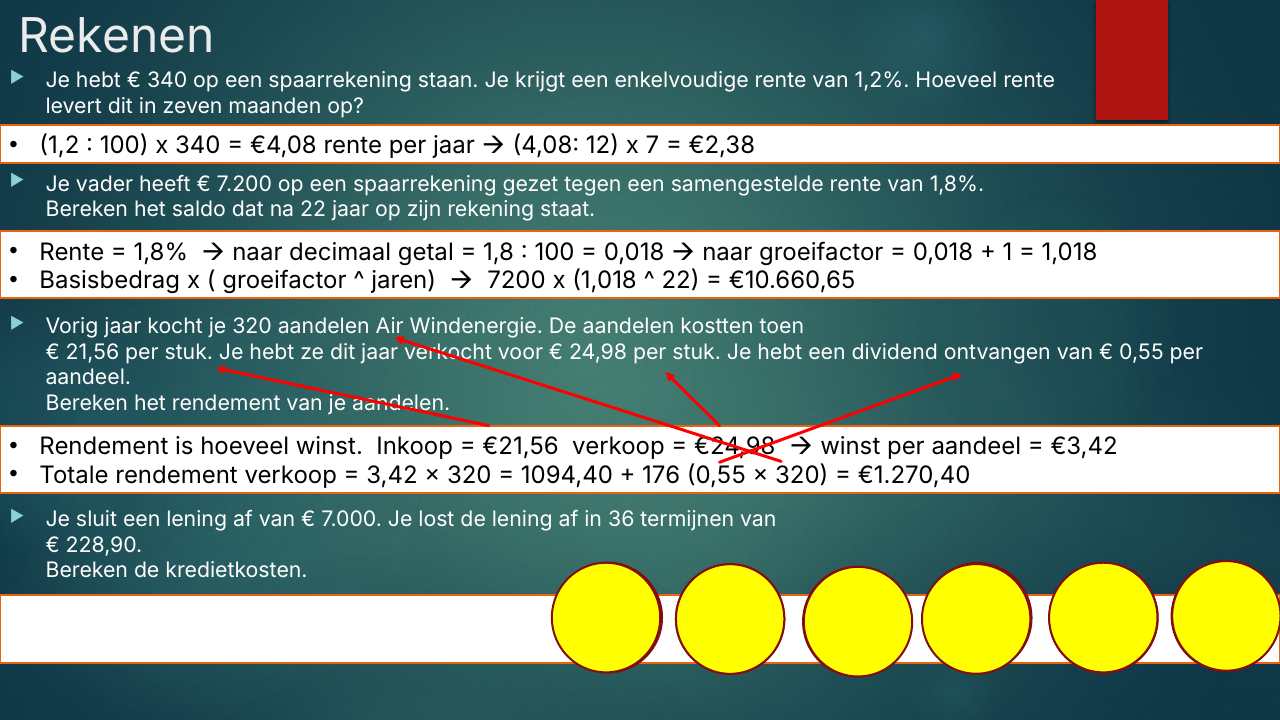 Rekenen
Je hebt € 340 op een spaarrekening staan. Je krijgt een enkelvoudige rente van 1,2%. Hoeveel rente
levert dit in zeven maanden op?
• (1,2 : 100) x 340 = €4,08 rente per jaar → (4,08: 12) x 7 = €2,38
Je vader heeft € 7.200 op een spaarrekening gezet tegen een samengestelde rente van 1,8%.
Bereken het saldo dat na 22 jaar op zijn rekening staat.
• Rente = 1,8% → naar decimaal getal = 1,8 : 100 = 0,018 → naar groeifactor = 0,018 + 1 = 1,018
• Basisbedrag x ( groeifactor ^ jaren) → 7200 x (1,018 ^ 22) = €10.660,65
Vorig jaar kocht je 320 aandelen Air Windenergie. De aandelen kostten toen
€ 21,56 per stuk. Je hebt ze dit jaar verkocht voor € 24,98 per stuk. Je hebt een dividend ontvangen van € 0,55 per
aandeel.
Bereken het rendement van je aandelen.
• Rendement is hoeveel winst. Inkoop = €21,56 verkoop = €24,98 → winst per aandeel = €3,42
• Totale rendement verkoop = 3,42 × 320 = 1094,40 + 176 (0,55 × 320) = €1.270,40
Je sluit een lening af van € 7.000. Je lost de lening af in 36 termijnen van
€ 228,90.
Bereken de kredietkosten.